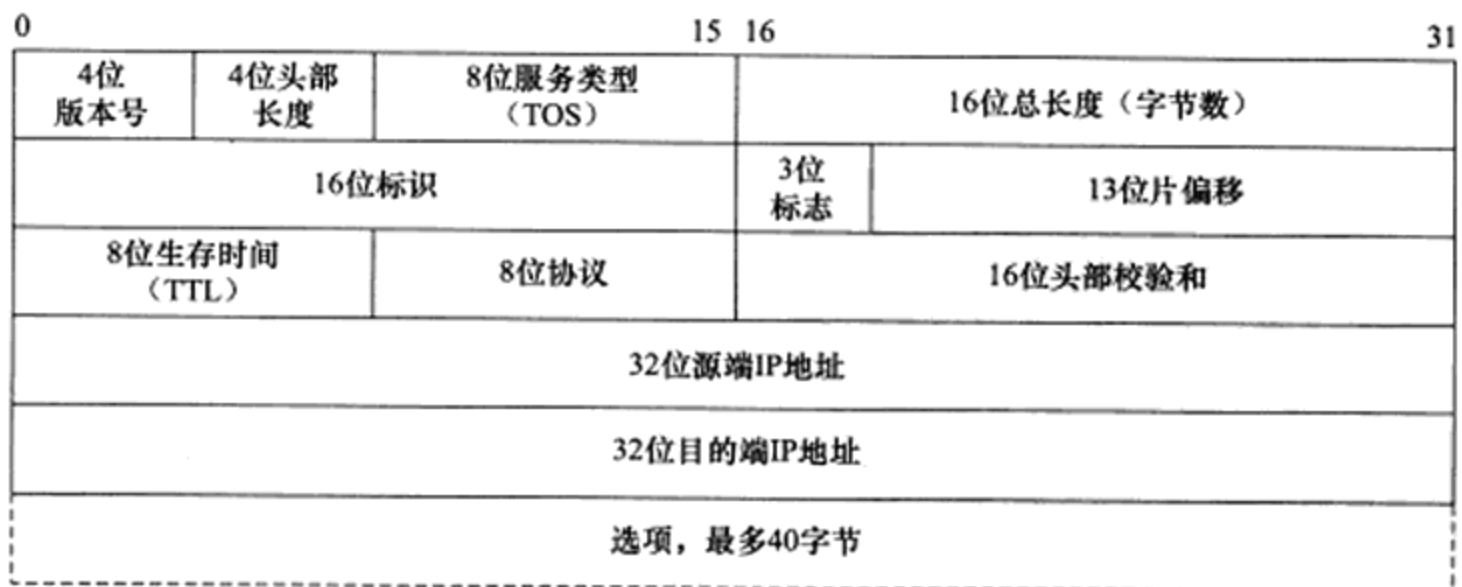 0 15 16 31
4位
版本号
4位头部
长度
8位服务类型
（TOS）
16位总长度（字节数）
16位标识
3位
标志
13位片偏移
8位生存时间
（TTL）
8位协议
16位头部校验和
32位源端IP地址
32位目的端IP地址
选项，最多40字节